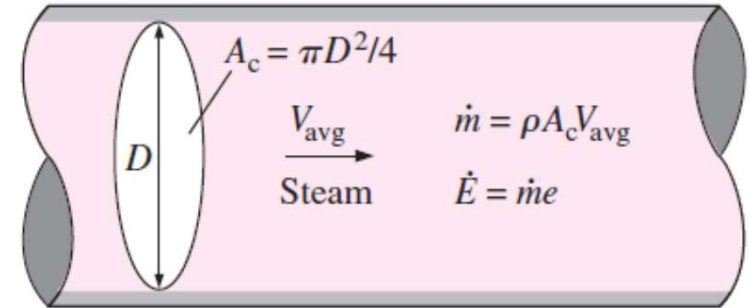 A_c = πD²/4
V_avg
ṁ = ρA_cV_avg
D
Steam
Ė = ṁe